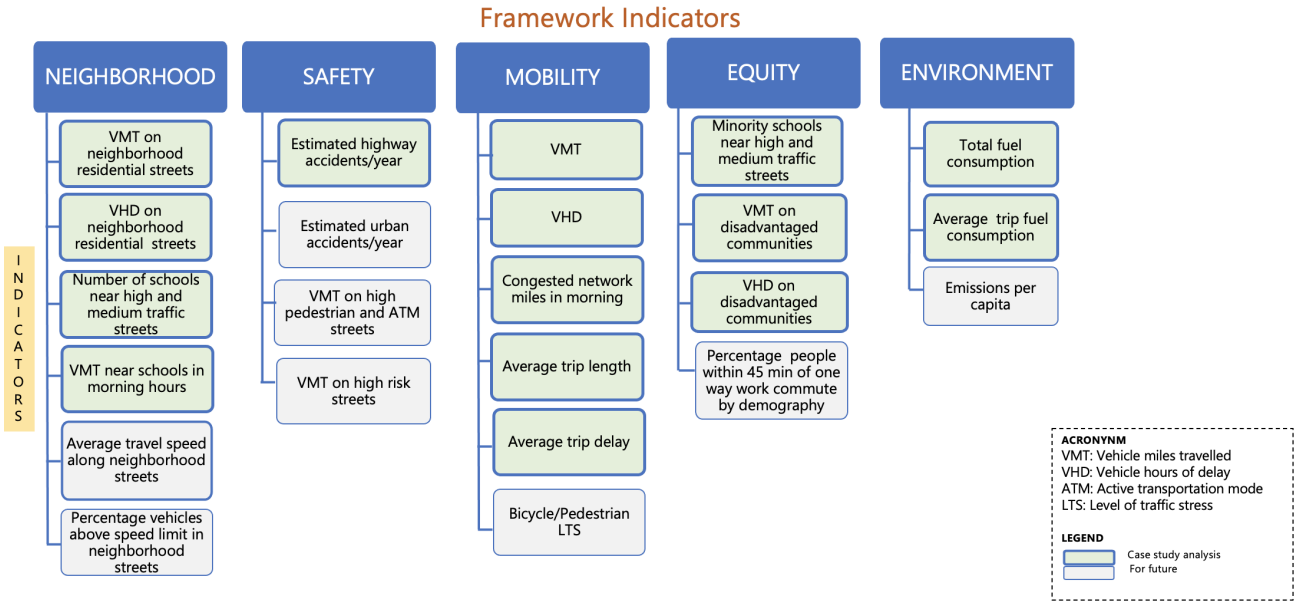 Framework Indicators
NEIGHBORHOOD
VMT on
neighborhood
residential streets
VHD on
neighborhood
residential streets
Number of schools
near high and
medium traffic
streets
VMT near schools in
morning hours
Average travel speed
along neighborhood
streets
Percentage vehicles
above speed limit in
neighborhood
streets
SAFETY
Estimated highway
accidents/year
Estimated urban
accidents/year
VMT on high
pedestrian and ATM
streets
VMT on high risk
streets
MOBILITY
VMT
VHD
Congested network
miles in morning
Average trip length
Average trip delay
Bicycle/Pedestrian
LTS
EQUITY
Minority schools
near high and
medium traffic
streets
VMT on
disadvantaged
communities
VHD on
disadvantaged
communities
Percentage people
within 45 min of one
way work commute
by demography
ENVIRONMENT
Total fuel
consumption
Average trip fuel
consumption
Emissions per
capita
INDICATORS
ACRONYNM
VMT: Vehicle miles travelled
VHD: Vehicle hours of delay
ATM: Active transportation mode
LTS: Level of traffic stress
LEGEND
Case study analysis
For future